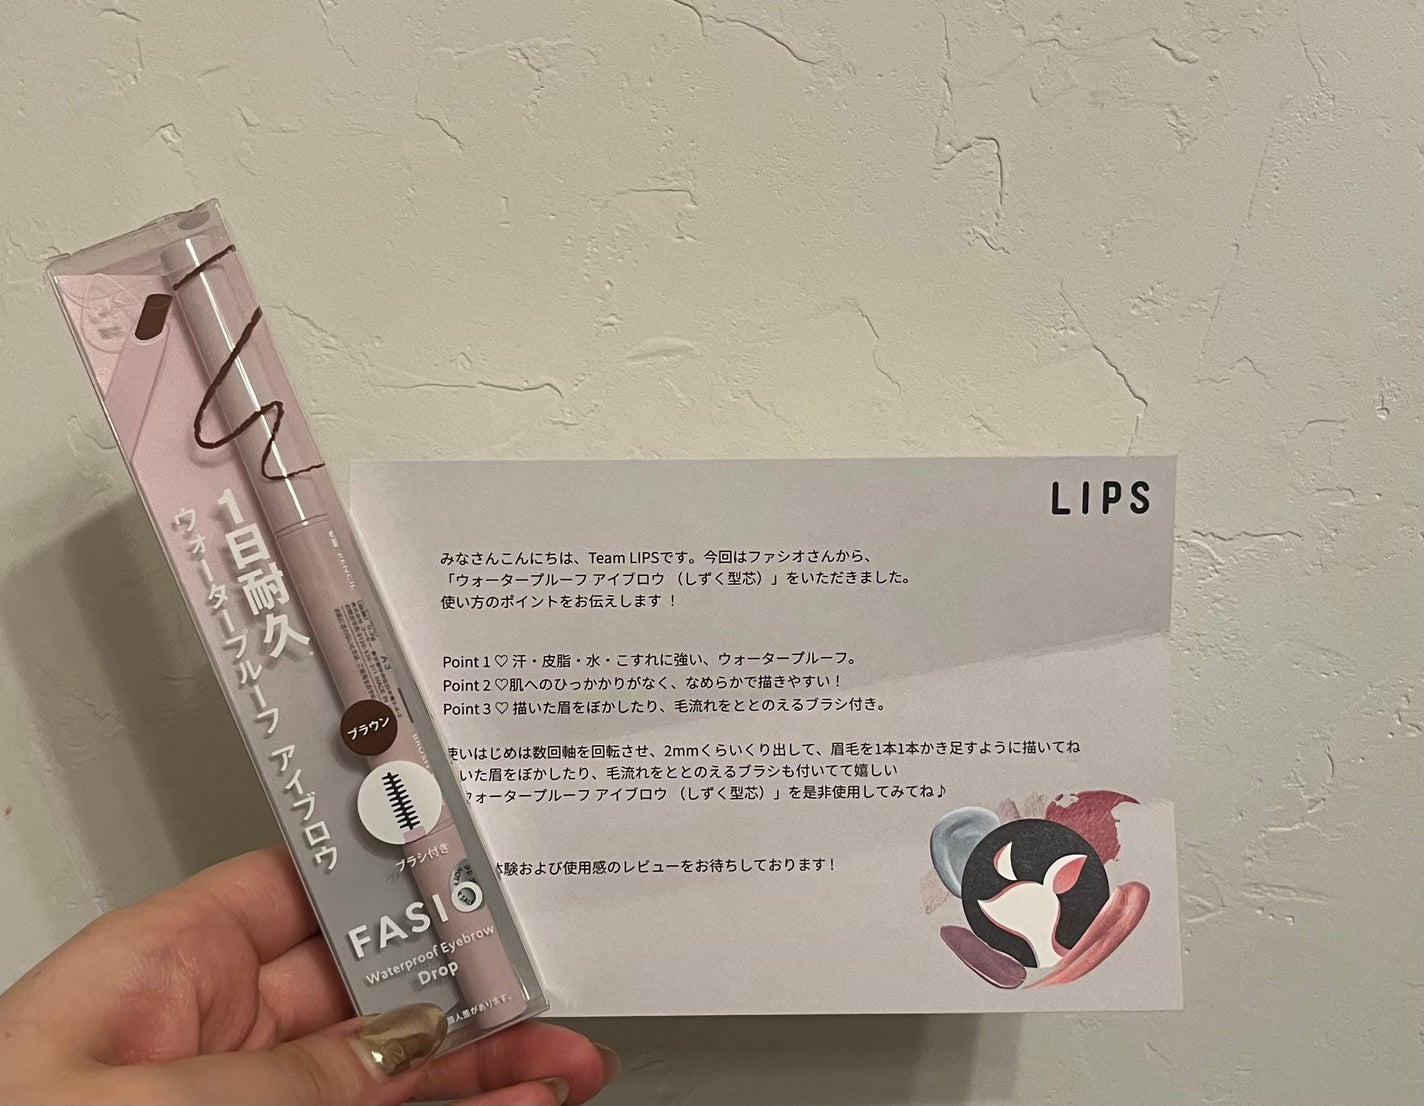 1日耐久
ウォータープルーフ アイブロウ
PENCIL
A3
ブラウン
ブラシ付き
FASIO
Waterproof Eyebrow
Drop
個人差があります。
LIPS
みなさんこんにちは、Team LIPSです。今回はファシオさんから、
「ウォータープルーフ アイブロウ （しずく型芯）」をいただきました。
使い方のポイントをお伝えします ！
Point 1 ♡ 汗・皮脂・水・こすれに強い、ウォータープルーフ。
Point 2 ♡肌へのひっかかりがなく、なめらかで描きやすい！
Point 3 ♡ 描いた眉をぼかしたり、毛流れをととのえるブラシ付き。
使いはじめは数回軸を回転させ、2mmくらいくり出して、眉毛を1本1本かき足すように描いてね
いた眉をぼかしたり、毛流れをととのえるブラシも付いてて嬉しい
ウォータープルーフ アイブロウ （しずく型芯）」を是非使用してみてね♪
体験および使用感のレビューをお待ちしております！